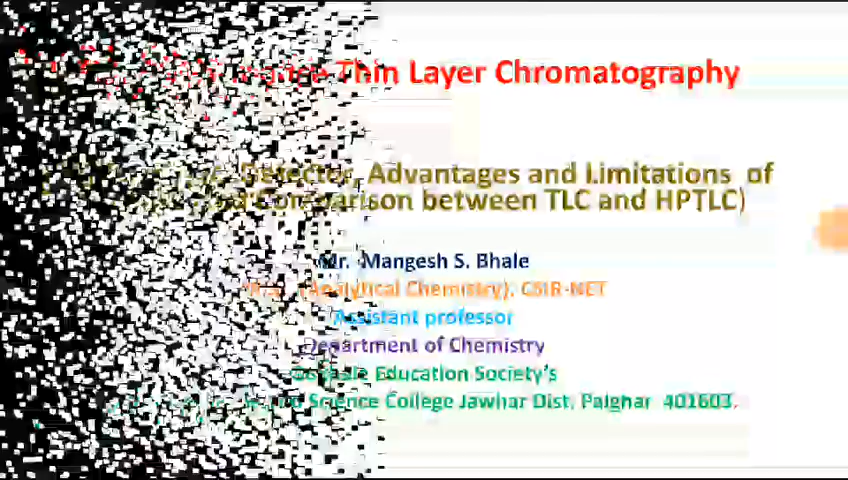 Thin Layer Chromatography
Detector, Advantages and Limitations of
Comparison between TLC and HPTLC)
Mr. Mangesh S. Bhale
(Analytical Chemistry), CSIR-NET
Assistant professor
Department of Chemistry
Gokhale Education Society's
Science College Jawhar Dist. Palghar 401603.